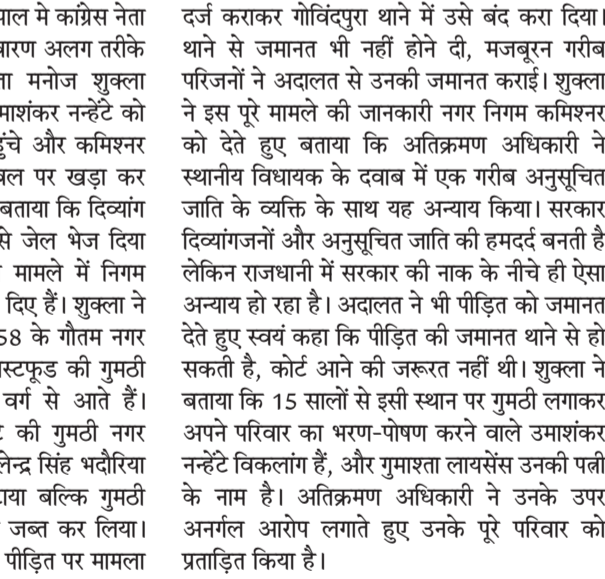 मे कांग्रेस नेता
अलग तरीके
मनोज शुक्ला
नन्हेंटे को
और कमिश्नर
पर खड़ा कर
बताया कि दिव्यांग
से जेल भेज दिया
मामले में निगम
दिए हैं। शुक्ला ने
58 के गौतम नगर
की गुमठी
वर्ग से आते हैं।
की गुमठी नगर
सिंह भदौरिया
बल्कि गुमठी
जब्त कर लिया।
पीड़ित पर मामला
दर्ज कराकर गोविंदपुरा थाने में उसे बंद करा दिया।
थाने से जमानत भी नहीं होने दी, मजबूरन गरीब
परिजनों ने अदालत से उनकी जमानत कराई। शुक्ला
ने इस पूरे मामले की जानकारी नगर निगम कमिश्नर
को देते हुए बताया कि अतिक्रमण अधिकारी ने
स्थानीय विधायक के दवाब में एक गरीब अनुसूचित
जाति के व्यक्ति के साथ यह अन्याय किया। सरकार
दिव्यांगजनों और अनुसूचित जाति की हमदर्द बनती है
लेकिन राजधानी में सरकार की नाक के नीचे ही ऐसा
अन्याय हो रहा है। अदालत ने भी पीड़ित को जमानत
देते हुए स्वयं कहा कि पीड़ित की जमानत थाने से हो
सकती है, कोर्ट आने की जरूरत नहीं थी। शुक्ला ने
बताया कि 15 सालों से इसी स्थान पर गुमठी लगाकर
अपने परिवार का भरण-पोषण करने वाले उमाशंकर
नन्हेंटे विकलांग हैं, और गुमाश्ता लायसेंस उनकी पत्नी
के नाम है। अतिक्रमण अधिकारी ने उनके उपर
अनर्गल आरोप लगाते हुए उनके पूरे परिवार को
प्रताड़ित किया है।